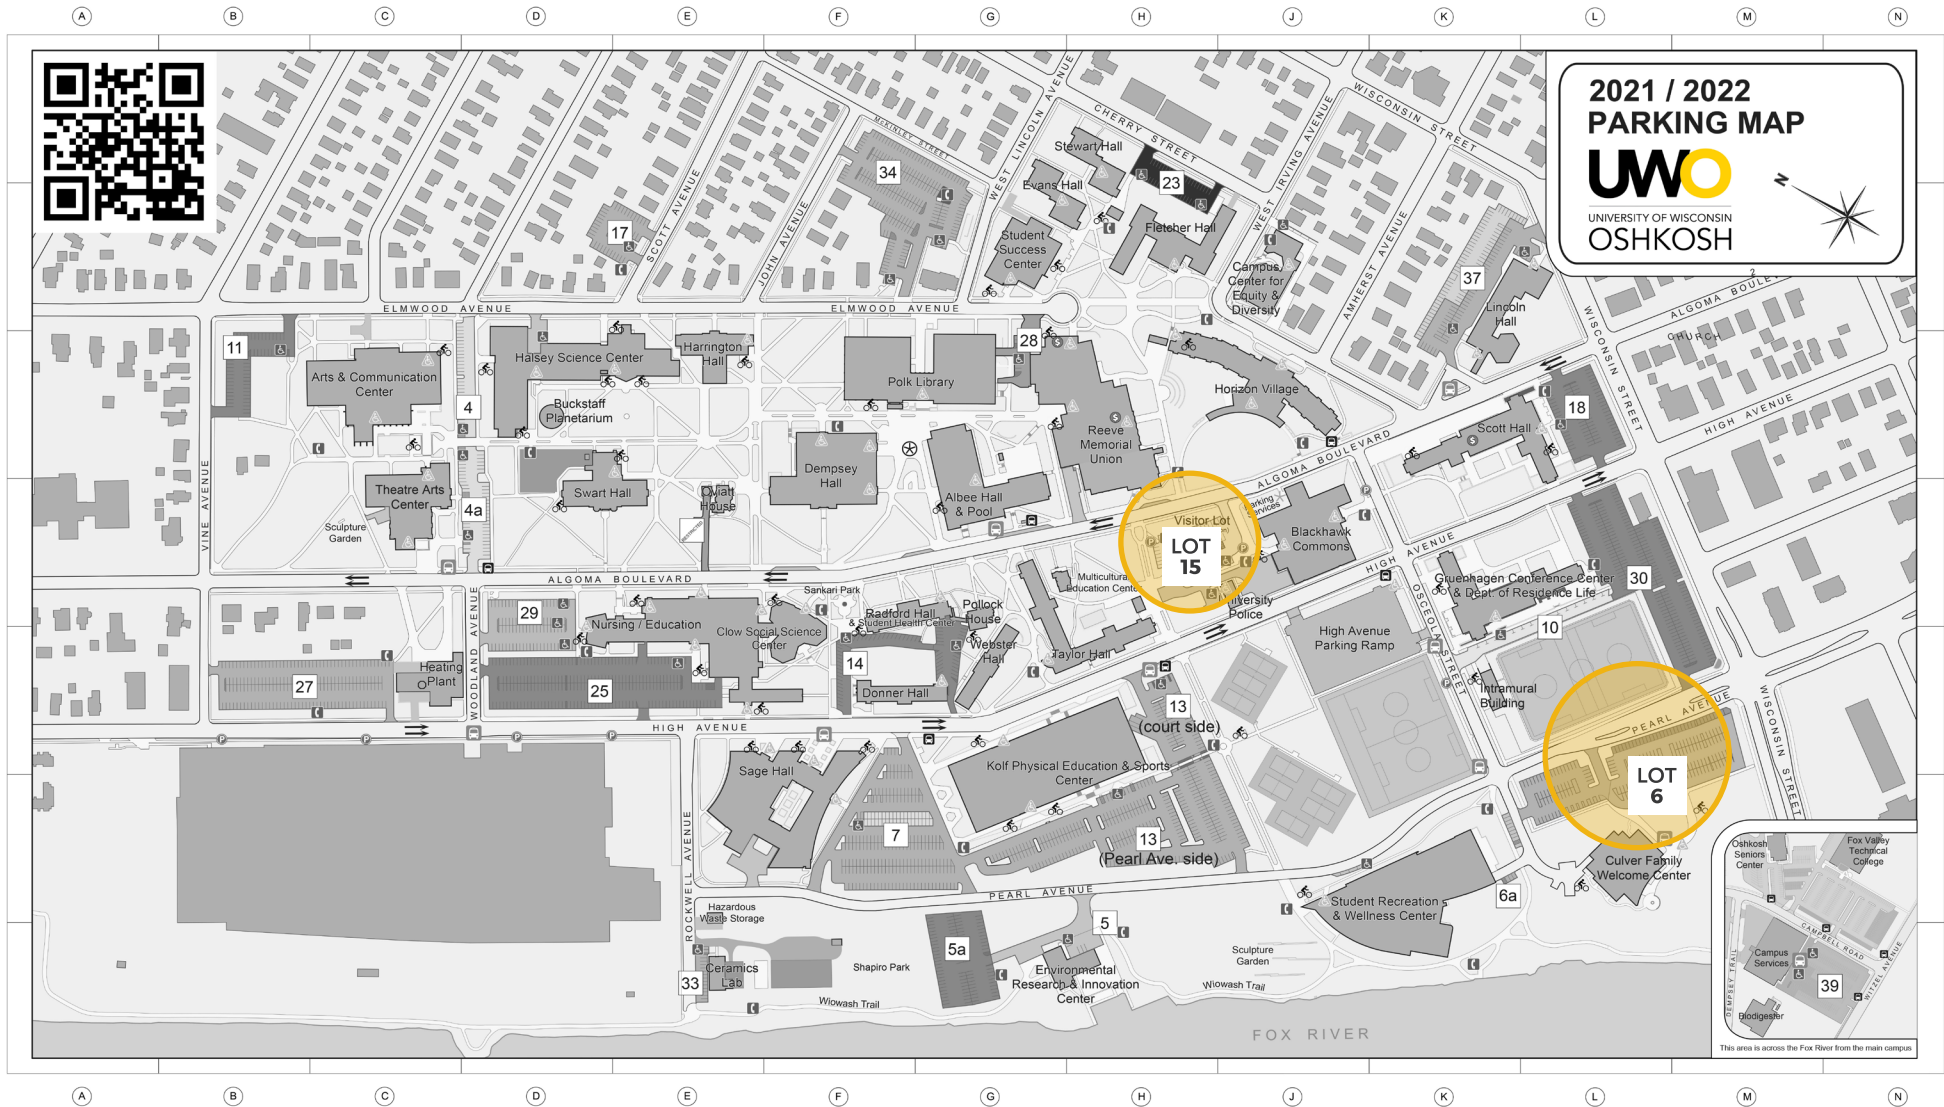 A B C D E F G H J K L M N
2021 / 2022
PARKING MAP
UWO
UNIVERSITY OF WISCONSIN
OSHKOSH
N
WEST LINCOLN AVENUE
CHERRY STREET
WISCONSIN STREET
WEST IRVING AVENUE
McKINLEY STREET
SCOTT AVENUE
JOHN AVENUE
AMHERST AVENUE
Stewart Hall
Evans Hall
23
34
17
Fletcher Hall
Student
Success
Center
Campus
Center for
Equity &
Diversity
37
Lincoln
Hall
2
ALGOMA BOULEV
CHURCH
WISCONSIN STREET
HIGH AVENUE
ELMWOOD AVENUE
ELMWOOD AVENUE
11
Arts & Communication
Center
4
Halsey Science Center
Harrington
Hall
Buckstaff
Planetarium
Polk Library
28
Reeve
Memorial
Union
Horizon Village
Scott Hall
18
ALGOMA BOULEVARD
VINE AVENUE
Theatre Arts
Center
Sculpture
Garden
4a
Swart Hall
Oviatt
House
RESTRICTED
Dempsey
Hall
Albee Hall
& Pool
Parking
Services
Visitor Lot
LOT
15
Blackhawk
Commons
HIGH AVENUE
University
Police
ALGOMA BOULEVARD
WOODLAND AVENUE
29
Nursing / Education
Clow Social Science
Center
Sankari Park
Radford Hall
& Student Health Center
Pollock
House
Webster
Hall
Multicultural
Education Center
Taylor Hall
14
Donner Hall
27
Heating
Plant
25
High Avenue
Parking Ramp
OSCEOLA STREET
Gruenhagen Conference Center
& Dept. of Residence Life
30
10
Intramural
Building
PEARL AVENUE
WISCONSIN STREET
LOT
6
HIGH AVENUE
13
(court side)
Sage Hall
7
Kolf Physical Education & Sports
Center
13
(Pearl Ave. side)
ROCKWELL AVENUE
PEARL AVENUE
Culver Family
Welcome Center
6a
Student Recreation
& Wellness Center
Hazardous
Waste Storage
33
Ceramics
Lab
Shapiro Park
5a
5
Environmental
Research & Innovation
Center
Sculpture
Garden
Wiowash Trail
Wiowash Trail
FOX RIVER
Oshkosh
Seniors
Center
Fox Valley
Technical
College
CAMPBELL ROAD
Campus
Services
39
DEMPSEY TRAIL
WITZEL AVENUE
Biodigester
This area is across the Fox River from the main campus
A B C D E F G H J K L M N